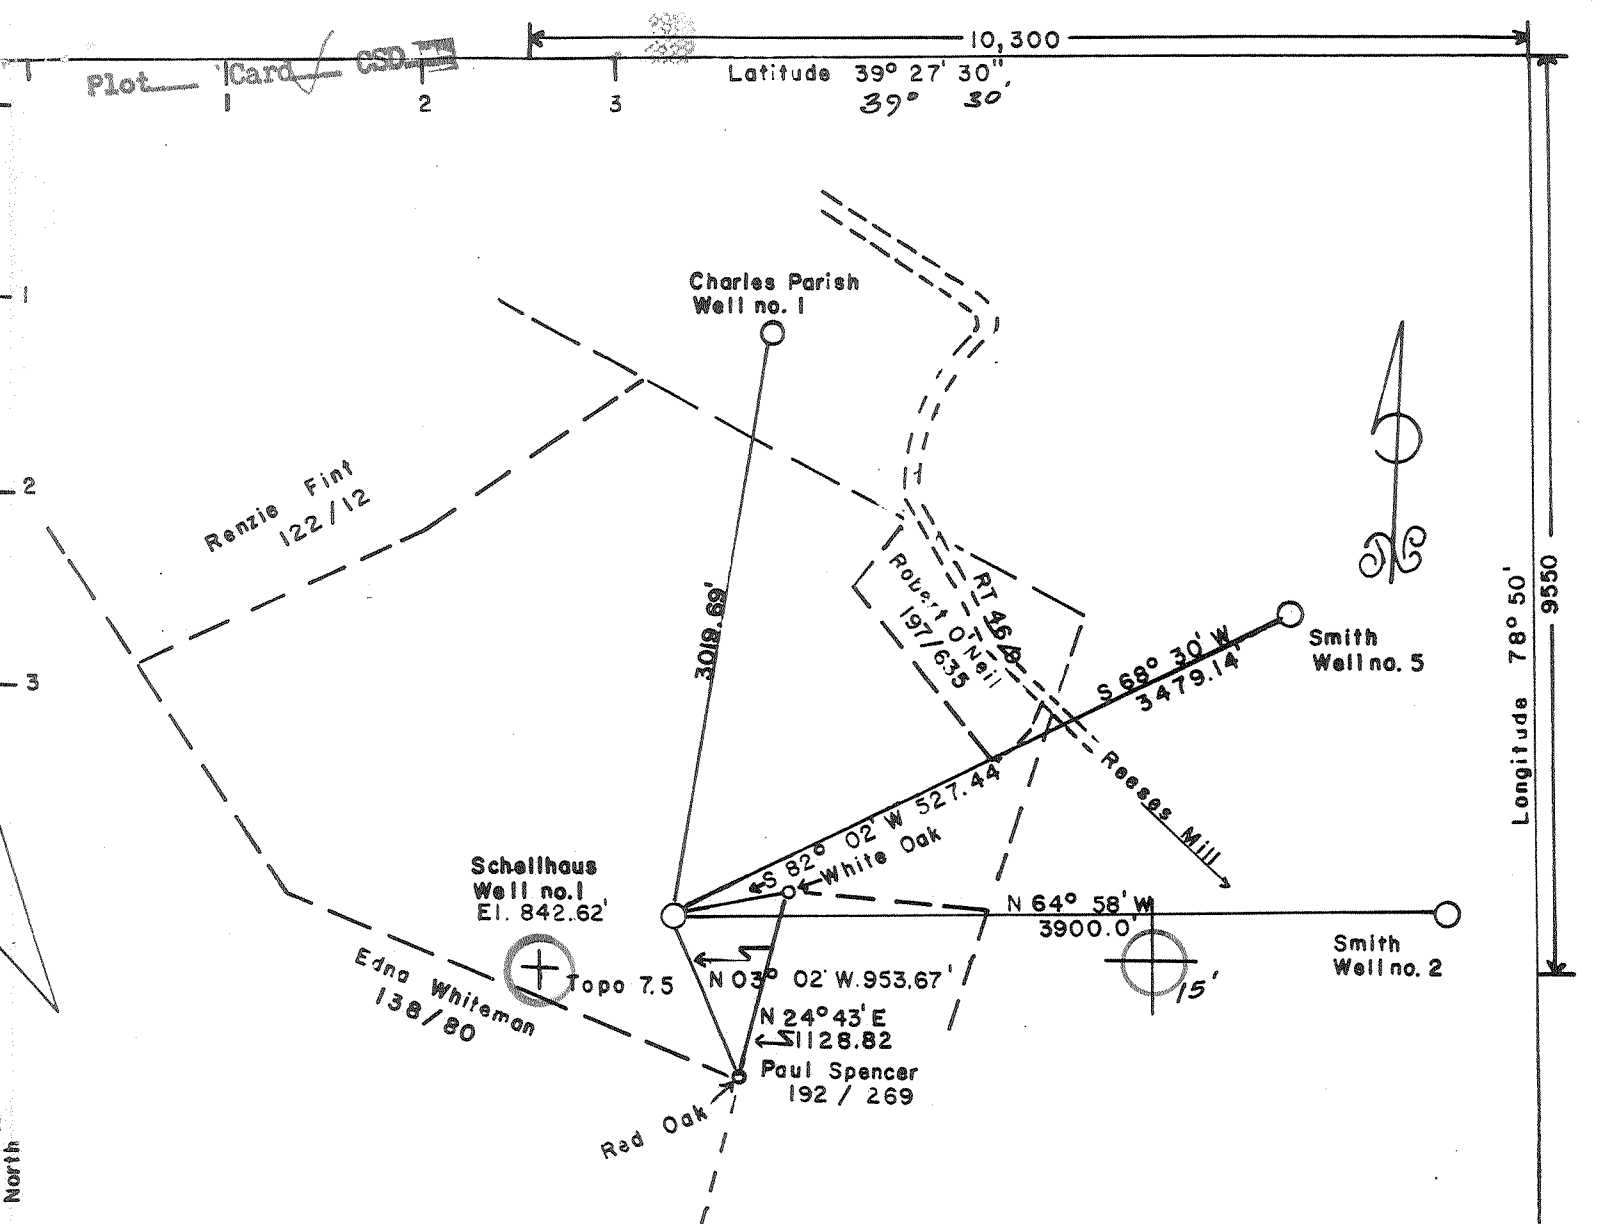 10,300
Plot Card CSD
Latitude 39° 27' 30",
39° 30'
1
2
3
1
2
3
Charles Parish
Well no. 1
Renzie Fint
122/12
3019.69'
Robert O'Neil
197/635
RT 46/9
S 68° 30' W
3479.14'
Smith
Well no. 5
Longitude 78° 50'
9550
S 82° 02' W 527.44
White Oak
Reeses Mill
Schellhaus
Well no. 1
El. 842.62'
N 64° 58' W
3900.0'
Smith
Well no. 2
15'
Topo 7.5
N 03° 02' W. 953.67'
Edna Whiteman
138/80
N 24° 43' E
1128.82
Paul Spencer
192 / 269
Red Oak
North